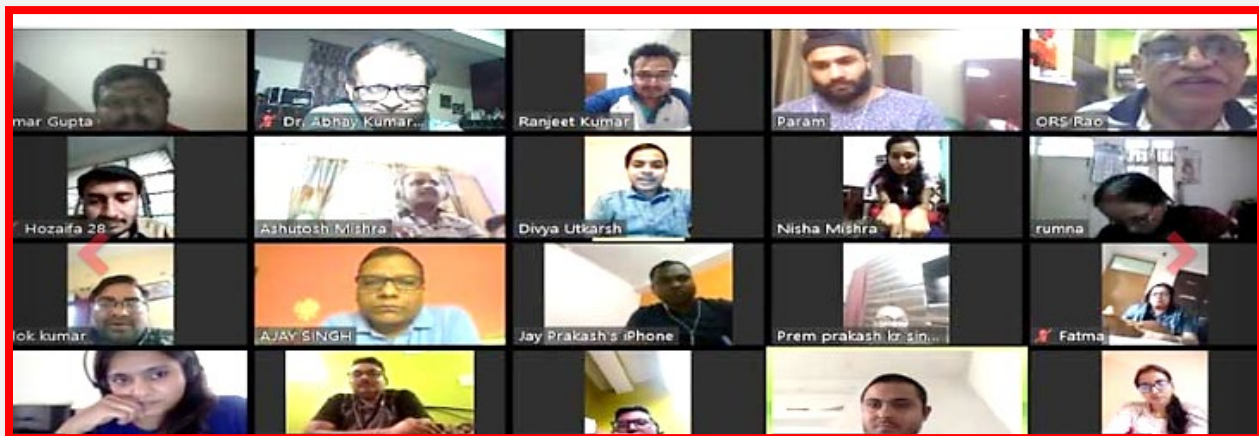 mar Gupta
Dr. Abhay Kumar...
Ranjeet Kumar
Param
ORS Rao
Hozaifa 28
Ashutosh Mishra
Divya Utkarsh
Nisha Mishra
rumna
lok kumar
AJAY SINGH
Jay Prakash's iPhone
Prem prakash kr sin...
Fatma